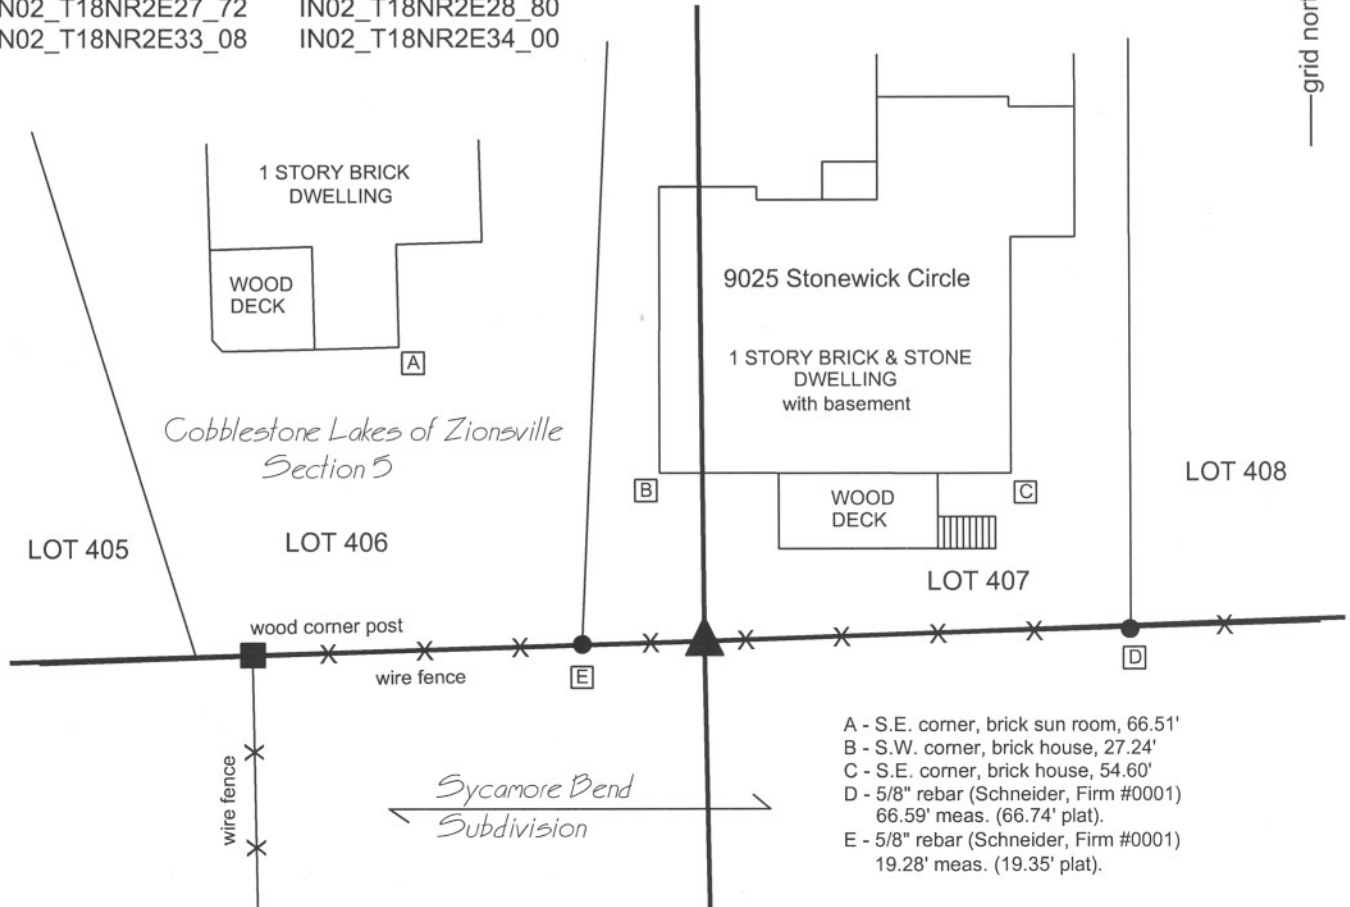 N02_T18NR2E27_72 IN02_T18NR2E28_80
N02_T18NR2E33_08 IN02_T18NR2E34_00
grid nor
1 STORY BRICK
DWELLING
WOOD
DECK
A
9025 Stonewick Circle
1 STORY BRICK & STONE
DWELLING
with basement
Cobblestone Lakes of Zionsville
Section 5
B
WOOD
DECK
C
LOT 408
LOT 405
LOT 406
LOT 407
wood corner post
wire fence
E
D
wire fence
Sycamore Bend
Subdivision
A - S.E. corner, brick sun room, 66.51'
B - S.W. corner, brick house, 27.24'
C - S.E. corner, brick house, 54.60'
D - 5/8" rebar (Schneider, Firm #0001)
66.59' meas. (66.74' plat).
E - 5/8" rebar (Schneider, Firm #0001)
19.28' meas. (19.35' plat).